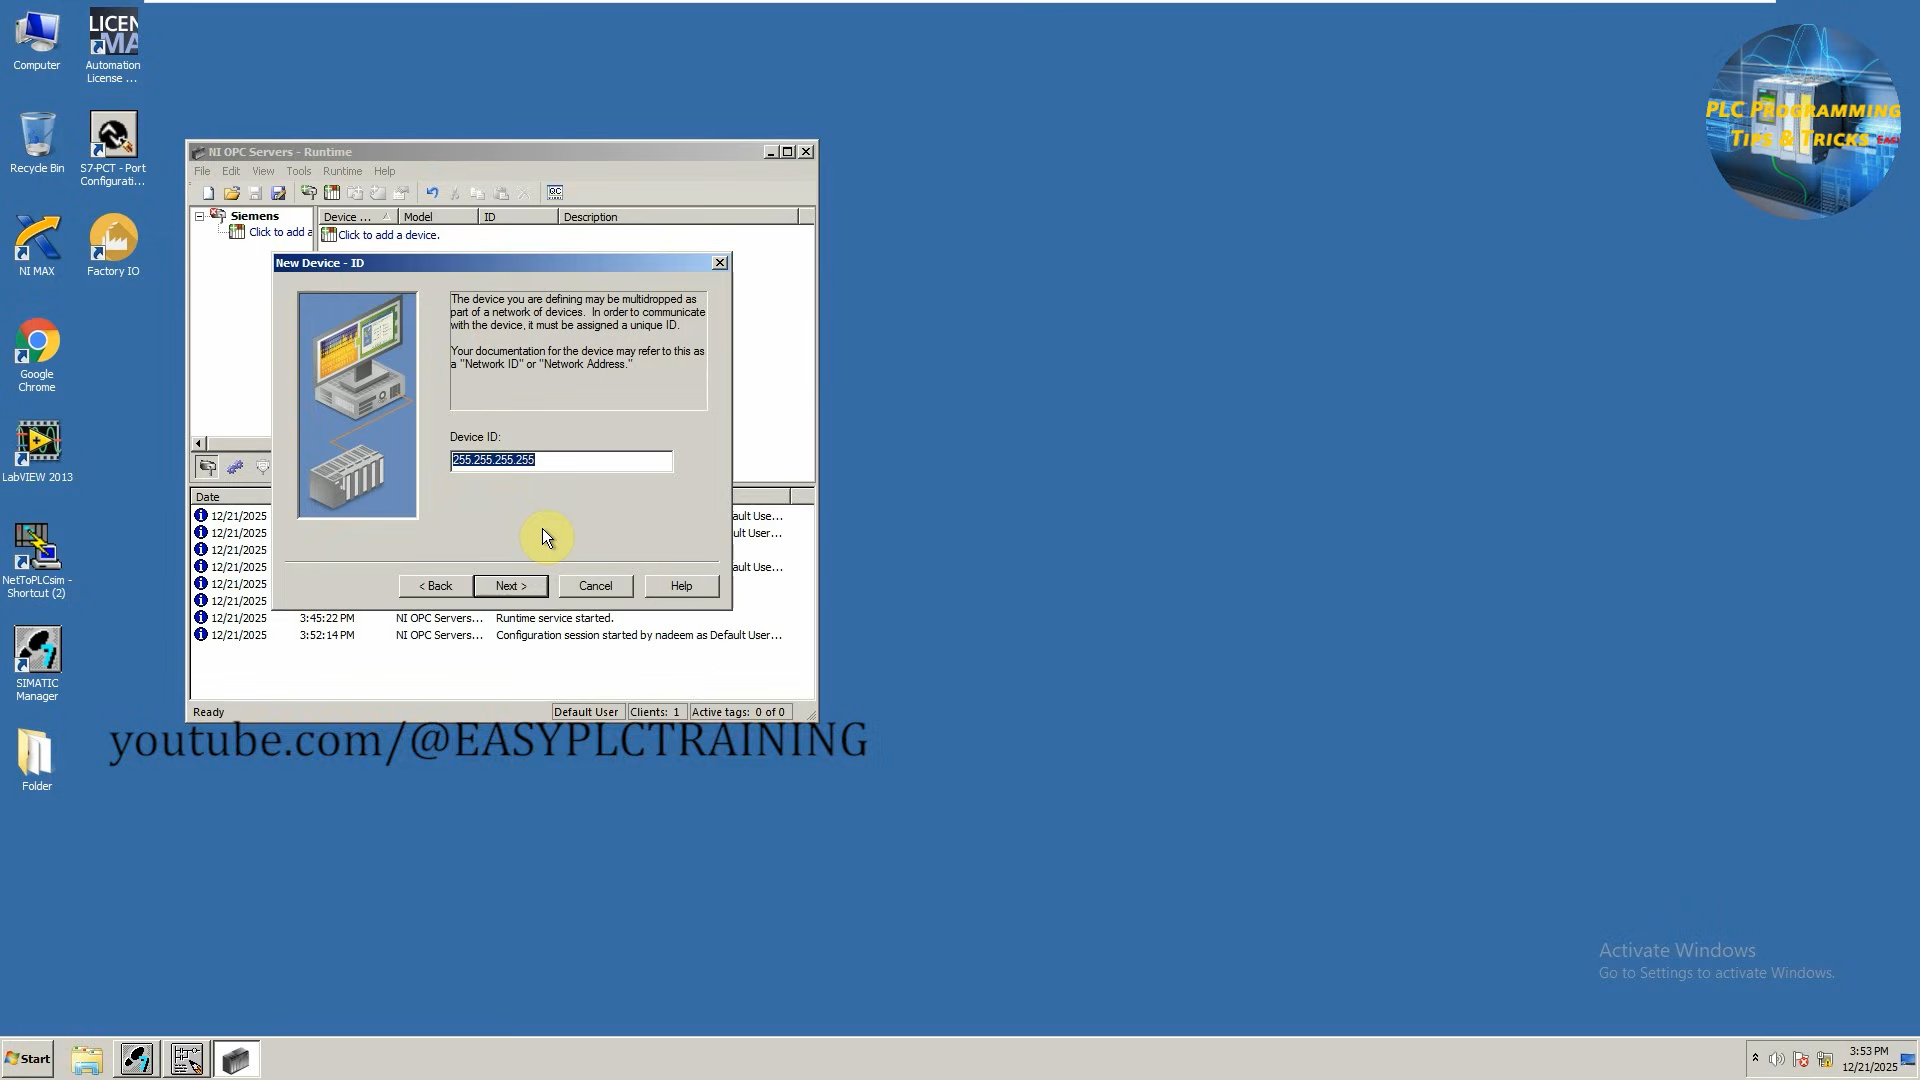 Computer
LICEN
MA
Automation
License ...
Recycle Bin
S7-PCT - Port
Configurati...
NI MAX
Factory IO
Google
Chrome
LabVIEW 2013
NetToPLCsim -
Shortcut (2)
SIMATIC
Manager
Folder
PLC Programming
Tips & Tricks Easy
NI OPC Servers - Runtime
File Edit View Tools Runtime Help
QC
Siemens
Click to add a
Device ... Model ID Description
Click to add a device.
New Device - ID
The device you are defining may be multidropped as
part of a network of devices. In order to communicate
with the device, it must be assigned a unique ID.
Your documentation for the device may refer to this as
a "Network ID" or "Network Address."
Device ID:
255.255.255.255
< Back Next > Cancel Help
Date
12/21/2025 ault Use...
12/21/2025 ult User...
12/21/2025
12/21/2025 ault Use...
12/21/2025
12/21/2025
12/21/2025 3:45:22 PM NI OPC Servers... Runtime service started.
12/21/2025 3:52:14 PM NI OPC Servers... Configuration session started by nadeem as Default User...
Ready Default User Clients: 1 Active tags: 0 of 0
youtube.com/@EASYPLCTRAINING
Activate Windows
Go to Settings to activate Windows.
Start
3:53 PM
12/21/2025